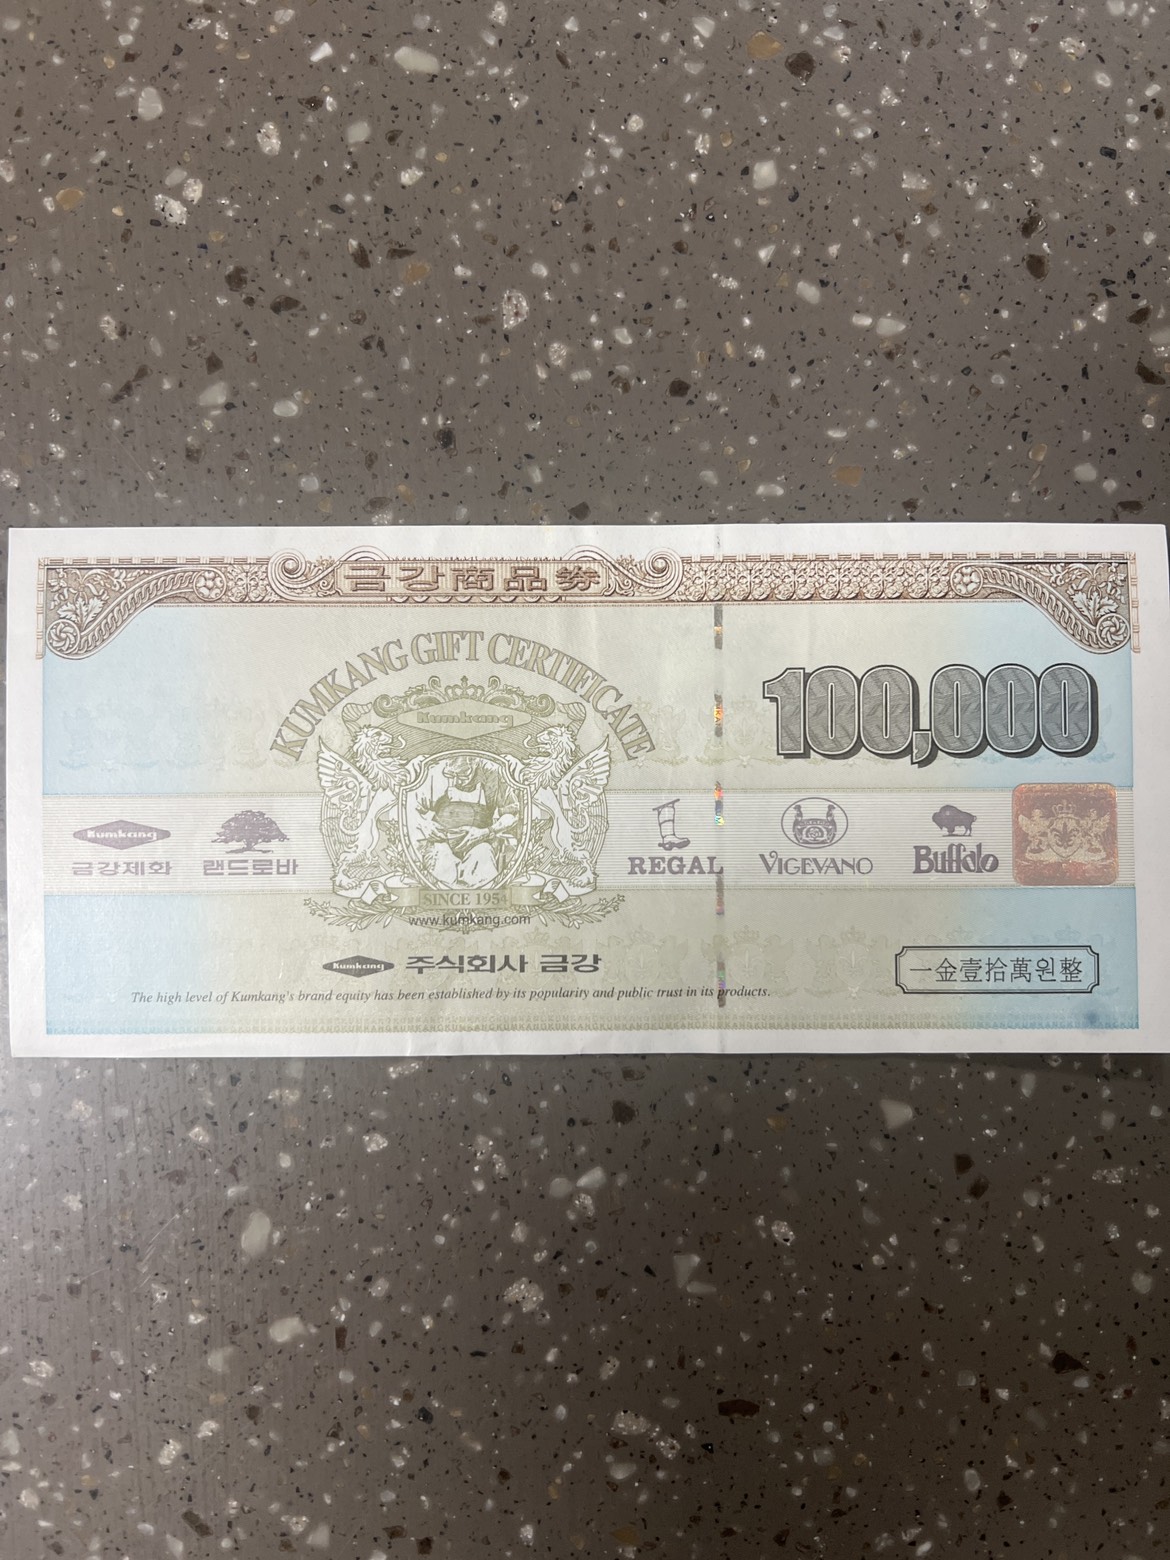 금강商品券
KUMKANG GIFT CERTIFICATE
Kumkang
100,000
Kumkang
금강제화
랜드로바
REGAL
VIGEVANO
Buffalo
SINCE 1954
www.kumkang.com
Kumkang 주식회사 금강
一金壹拾萬원整
The high level of Kumkang's brand equity has been established by its popularity and public trust in its products.